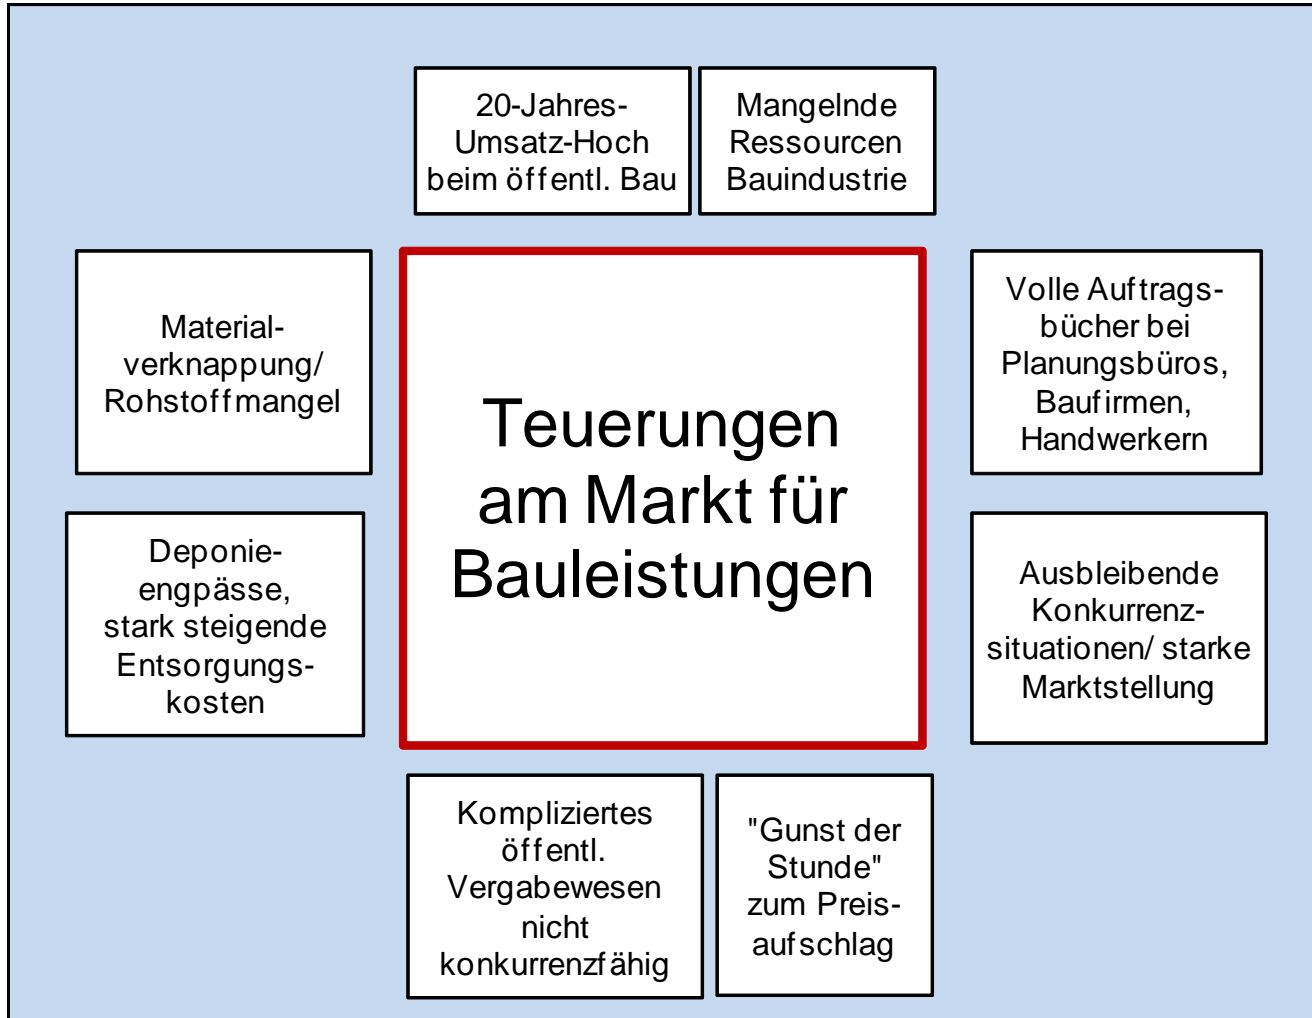 20-Jahres-
Umsatz-Hoch
beim öffentl. Bau
Mangelnde
Ressourcen
Bauindustrie
Material-
verknappung/
Rohstoffmangel
Teuerungen
am Markt für
Bauleistungen
Volle Auftrags-
bücher bei
Planungsbüros,
Baufirmen,
Handwerkern
Deponie-
engpässe,
stark steigende
Entsorgungs-
kosten
Ausbleibende
Konkurrenz-
situationen/ starke
Marktstellung
Kompliziertes
öffentl.
Vergabewesen
nicht
konkurrenzfähig
"Gunst der
Stunde"
zum Preis-
aufschlag